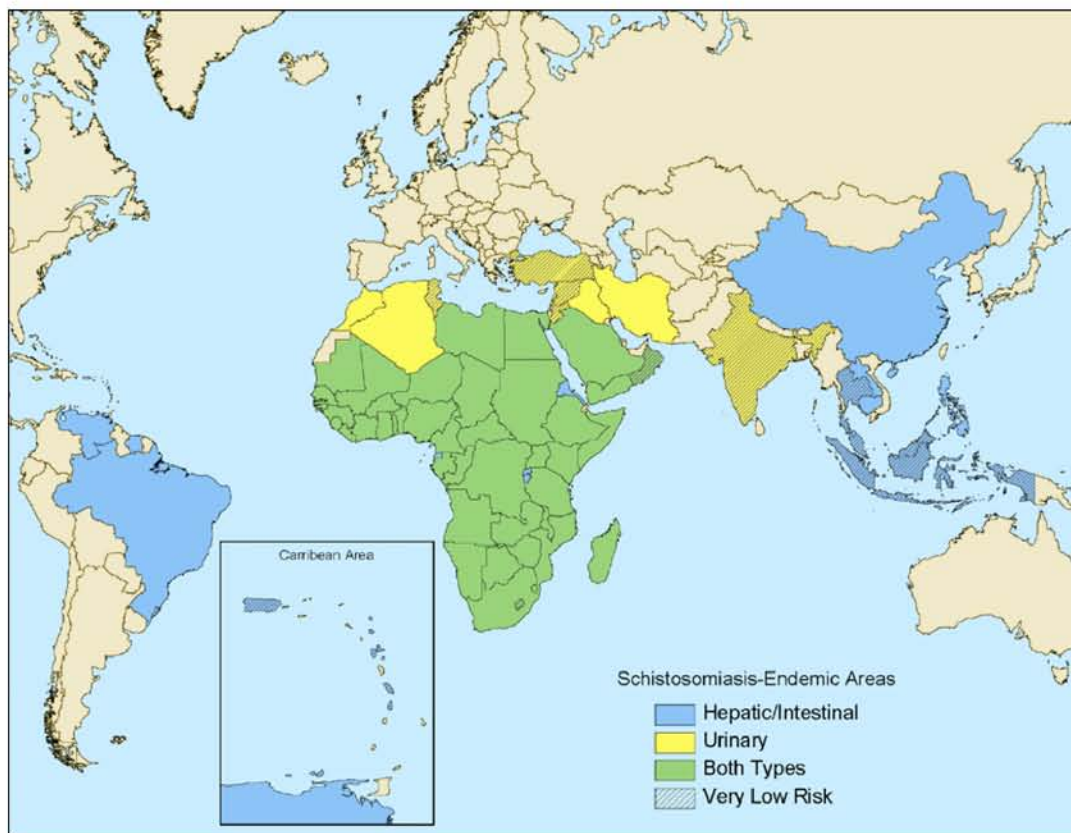 Carribean Area
Schistosomiasis-Endemic Areas
Hepatic/Intestinal
Urinary
Both Types
Very Low Risk